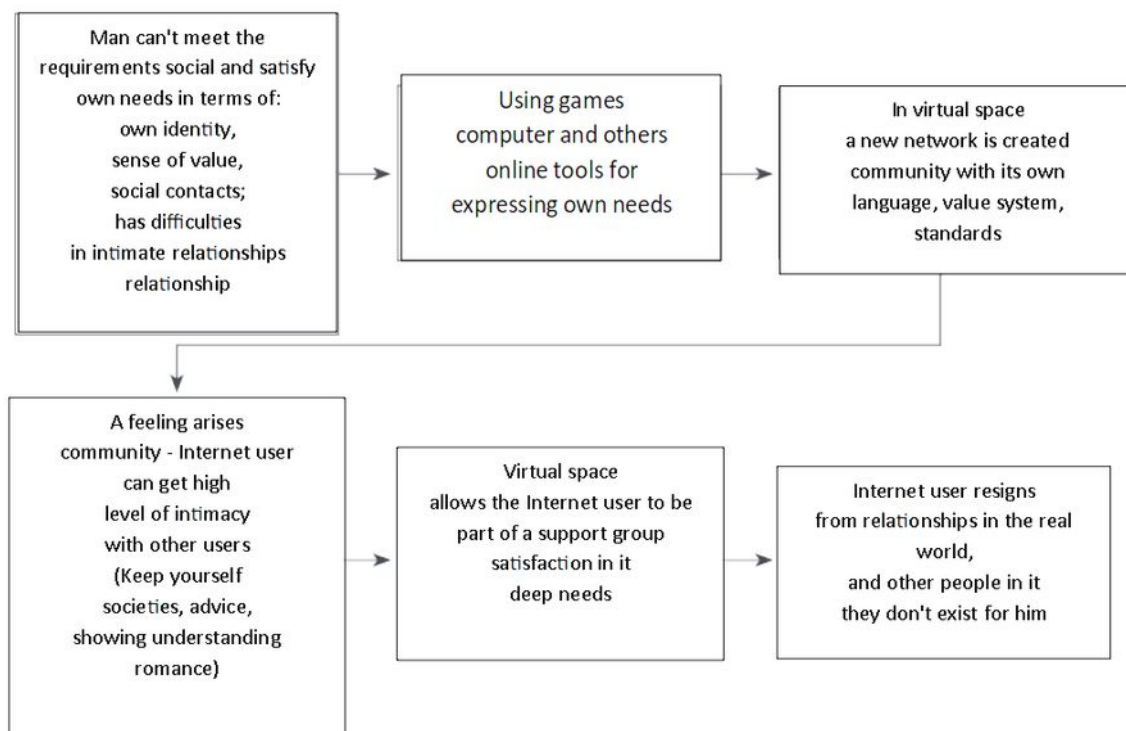 Man can't meet the
requirements social and satisfy
own needs in terms of:
own identity,
sense of value,
social contacts;
has difficulties
in intimate relationships
relationship
Using games
computer and others
online tools for
expressing own needs
In virtual space
a new network is created
community with its own
language, value system,
standards
A feeling arises
community - Internet user
can get high
level of intimacy
with other users
(Keep yourself
societies, advice,
showing understanding
romance)
Virtual space
allows the Internet user to be
part of a support group
satisfaction in it
deep needs
Internet user resigns
from relationships in the real
world,
and other people in it
they don't exist for him